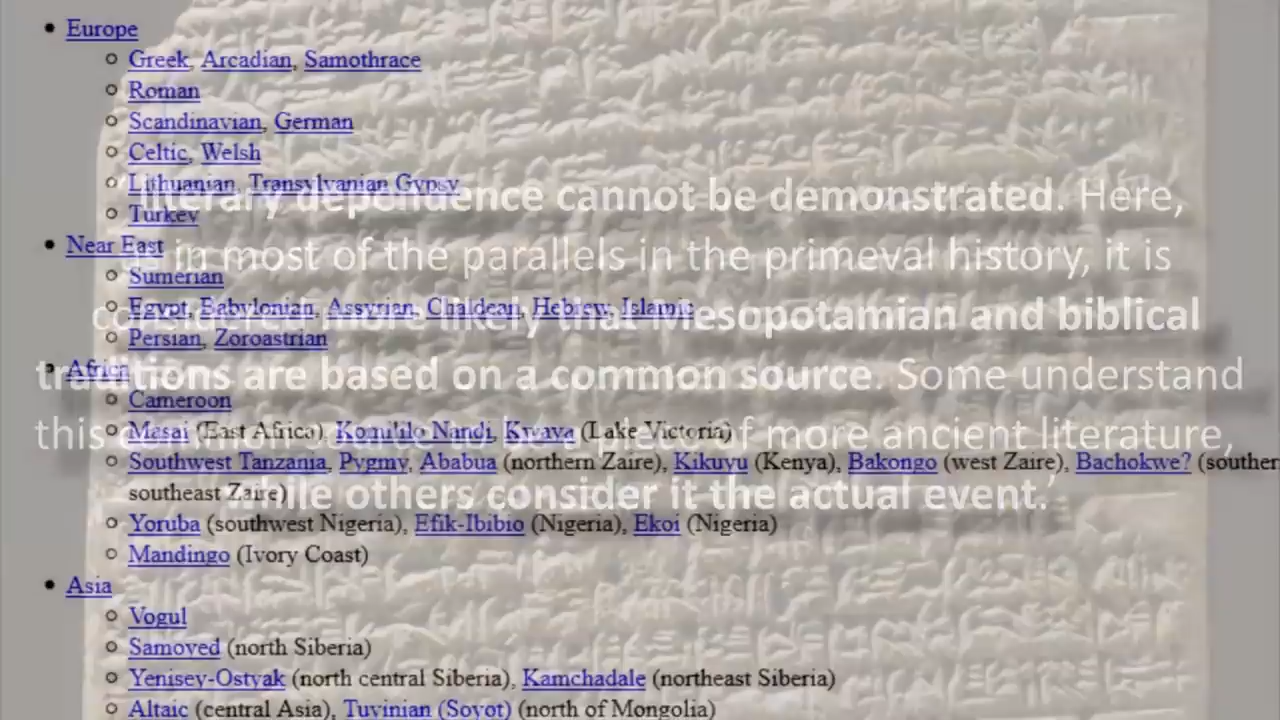 Europe
Greek, Arcadian, Samothrace
Roman
Scandinavian, German
Celtic, Welsh
Lithuanian, Transylvanian Gypsy
Turkey
Near East
Sumerian
Egypt, Babylonian, Assyrian, Chaldean, Hebrew, Islamic
Persian, Zoroastrian
Africa
Cameroon
Masai (East Africa), Komililo Nandi, Kwaya (Lake Victoria)
Southwest Tanzania, Pygmy, Ababua (northern Zaire), Kikuyu (Kenya), Bakongo (west Zaire), Bachokwe? (souther
southeast Zaire)
Yoruba (southwest Nigeria), Efik-Ibibio (Nigeria), Ekoi (Nigeria)
Mandingo (Ivory Coast)
Asia
Vogul
Samoyed (north Siberia)
Yenisey-Ostyak (north central Siberia), Kamchadale (northeast Siberia)
Altaic (central Asia), Tuvinian (Soyot) (north of Mongolia)
literary dependence cannot be demonstrated. Here,
in most of the parallels in the primeval history, it is
considered more likely that Mesopotamian and biblical
traditions are based on a common source. Some understand
this common source to be a piece of more ancient literature,
while others consider it the actual event.’